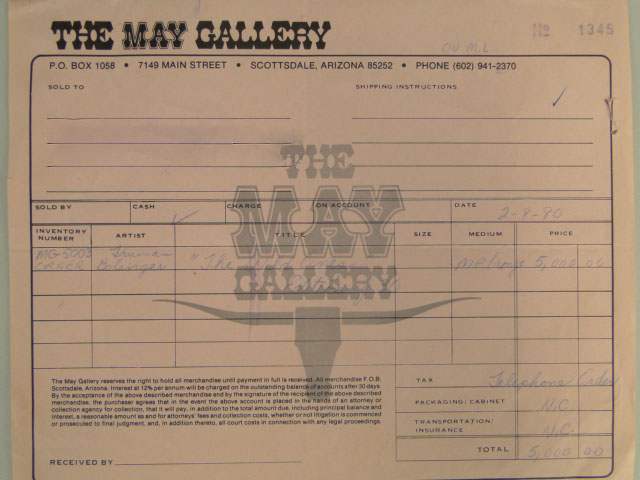 THE MAY GALLERY
No 1345
P.O. BOX 1058 • 7149 MAIN STREET • SCOTTSDALE, ARIZONA 85252 • PHONE (602) 941-2370
SOLD TO
SHIPPING INSTRUCTIONS
THE
MAY
GALLERY
SOLD BY CASH CHARGE ON ACCOUNT DATE
2-8-80
INVENTORY NUMBER ARTIST TITLE SIZE MEDIUM PRICE
MG-5003 Truman "The 5,000 00
The May Gallery reserves the right to hold all merchandise until payment in full is received. All merchandise F.O.B.
Scottsdale, Arizona. Interest at 12% per annum will be charged on the outstanding balance of accounts after 30 days.
By the acceptance of the above described merchandise and by the signature of the recipient of the above described
merchandise, the purchaser agrees that in the event the above account is placed in the hands of an attorney or
collection agency for collection, that it will pay, in addition to the total amount due, including principal balance and
interest, a reasonable amount as and for attorneys' fees and collection costs, whether or not litigation is commenced
or prosecuted to final judgment, and, in addition thereto, all court costs in connection with any legal proceedings.
TAX Telephone Order
PACKAGING/CABINET N.C.
TRANSPORTATION/
INSURANCE N.C.
TOTAL 5,000 00
RECEIVED BY